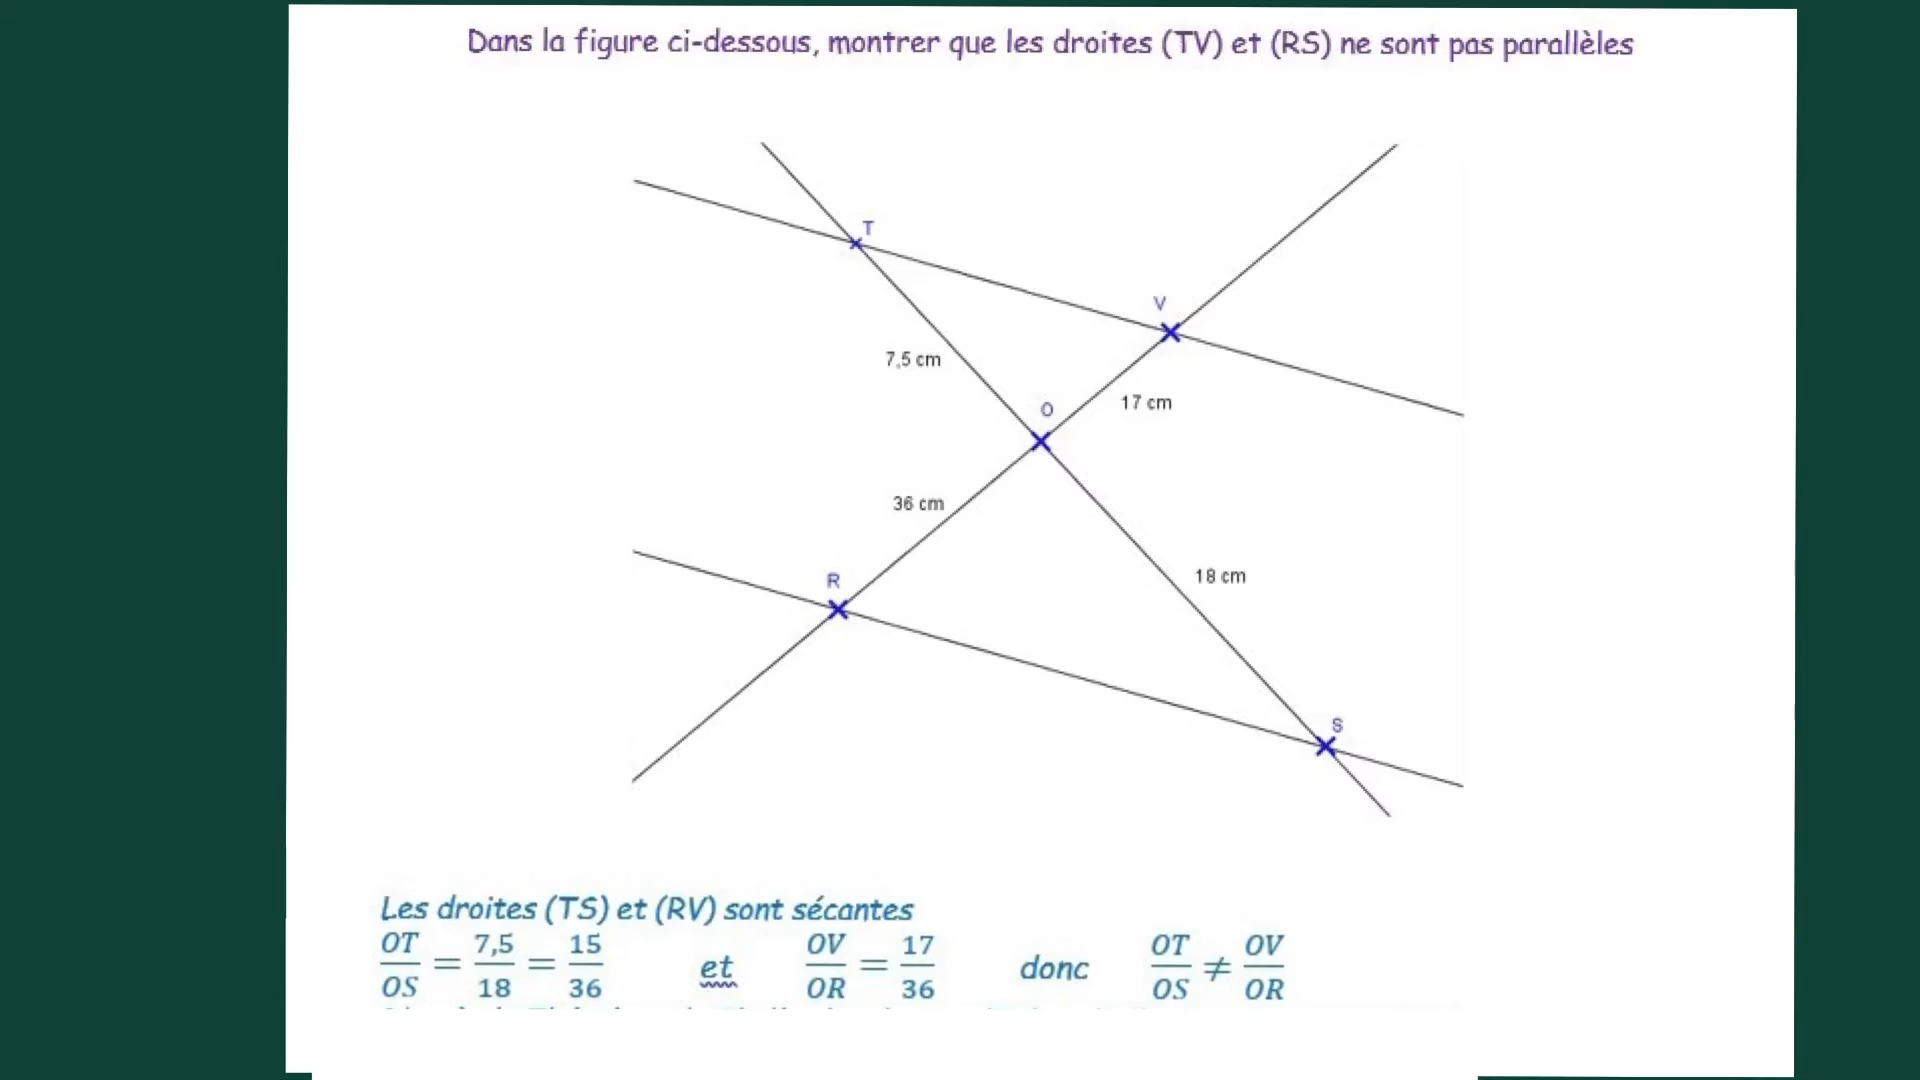 Dans la figure ci-dessous, montrer que les droites (TV) et (RS) ne sont pas parallèles
T
V
7,5 cm
17 cm
O
36 cm
18 cm
R
S
Les droites (TS) et (RV) sont sécantes
OT/OS = 7,5/18 = 15/36 et OV/OR = 17/36 donc OT/OS ≠ OV/OR